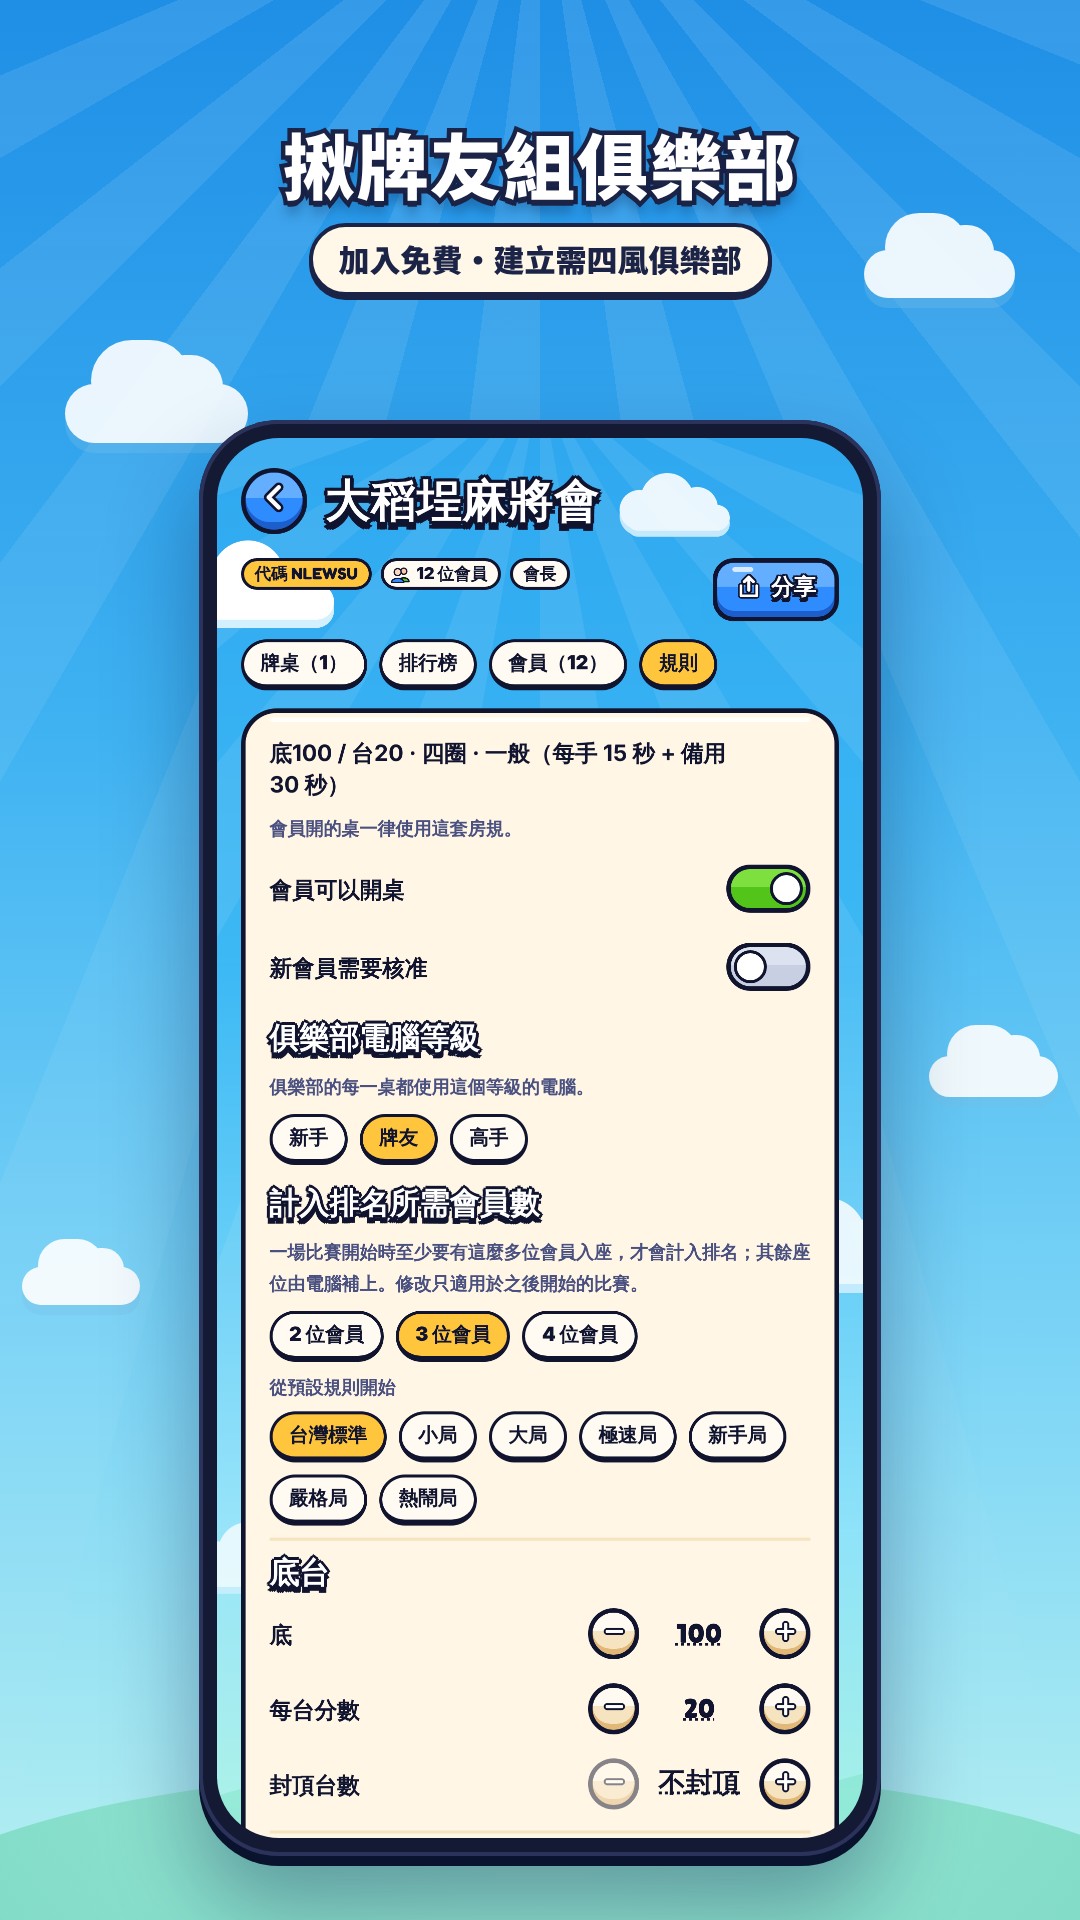 揪牌友組俱樂部
加入免費・建立需四風俱樂部
大稻埕麻將會
代碼 NLEWSU
12 位會員
會長
分享
牌桌（1）
排行榜
會員（12）
規則
底100 / 台20 · 四圈 · 一般（每手 15 秒 + 備用
30 秒）
會員開的桌一律使用這套房規。
會員可以開桌
新會員需要核准
俱樂部電腦等級
俱樂部的每一桌都使用這個等級的電腦。
新手
牌友
高手
計入排名所需會員數
一場比賽開始時至少要有這麼多位會員入座，才會計入排名；其餘座
位由電腦補上。修改只適用於之後開始的比賽。
2 位會員
3 位會員
4 位會員
從預設規則開始
台灣標準
小局
大局
極速局
新手局
嚴格局
熱鬧局
底台
底
100
每台分數
20
封頂台數
不封頂